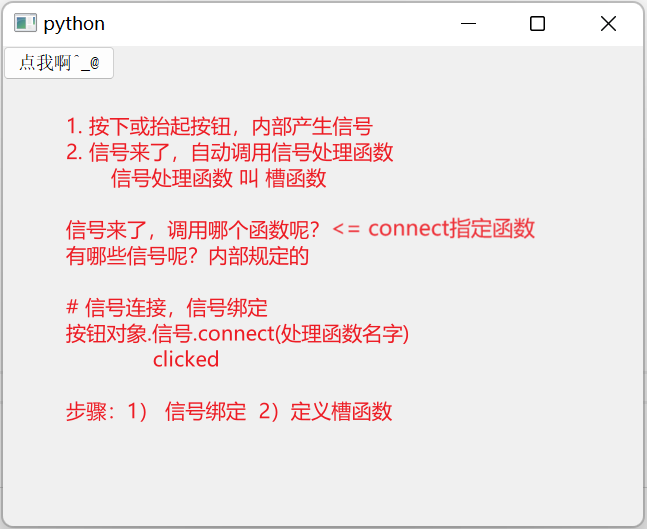 python
点我啊^_@
1. 按下或抬起按钮，内部产生信号
2. 信号来了，自动调用信号处理函数
信号处理函数 叫 槽函数
信号来了，调用哪个函数呢？<= connect指定函数
有哪些信号呢？内部规定的
# 信号连接，信号绑定
按钮对象.信号.connect(处理函数名字)
clicked
步骤：1） 信号绑定 2）定义槽函数